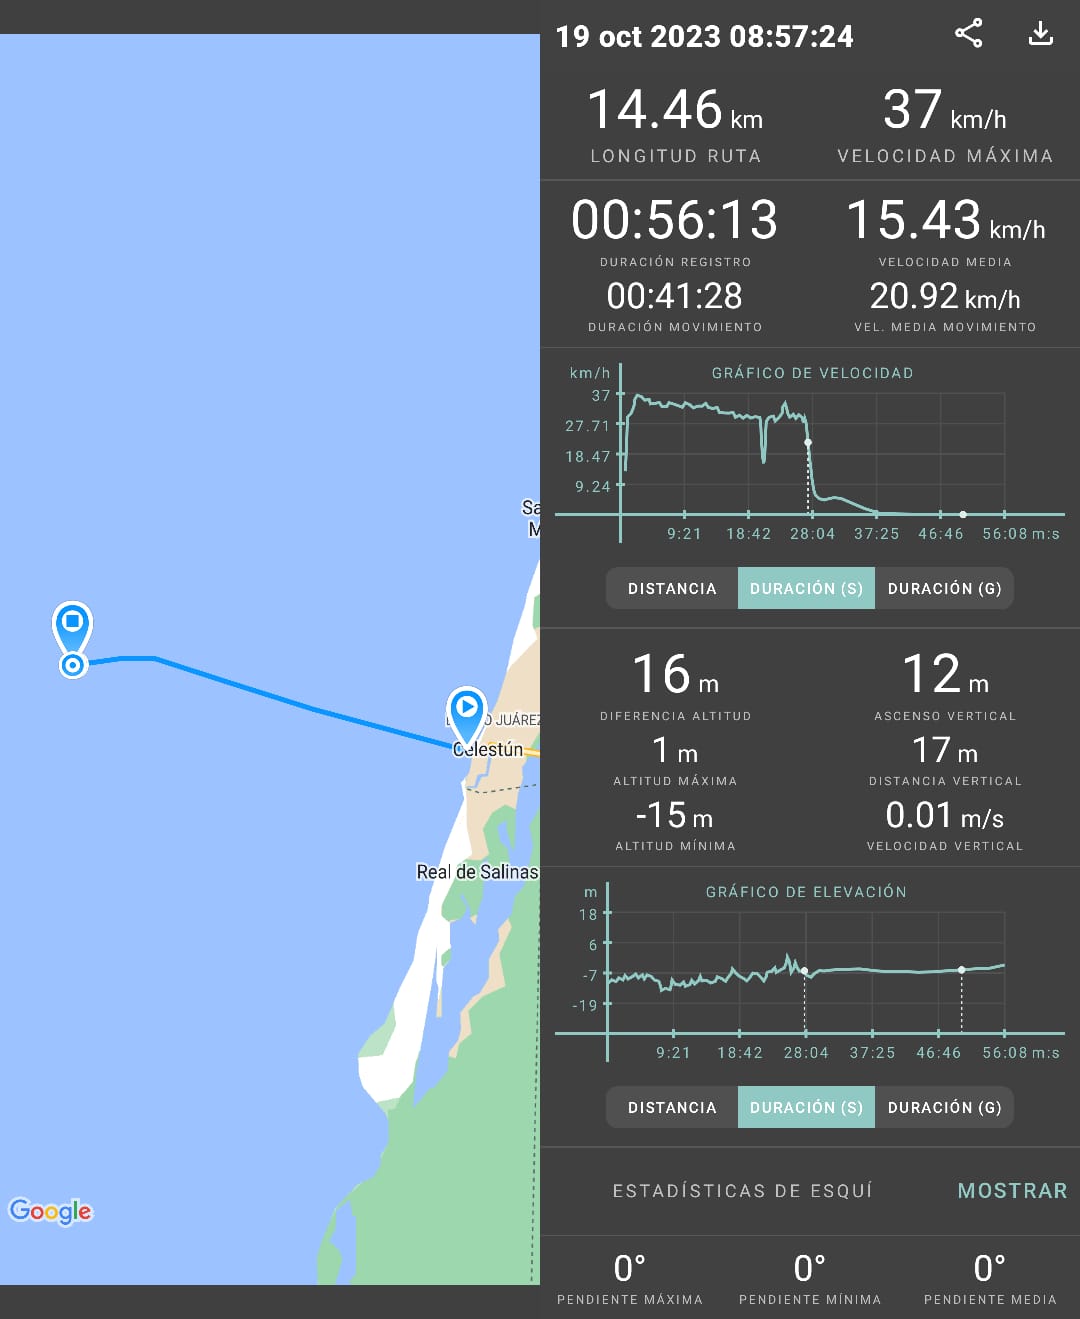 Sa
M
O JUÁREZ
Celestún
Real de Salinas
Google
19 oct 2023 08:57:24
14.46 km
LONGITUD RUTA
37 km/h
VELOCIDAD MÁXIMA
00:56:13
DURACIÓN REGISTRO
15.43 km/h
VELOCIDAD MEDIA
00:41:28
DURACIÓN MOVIMIENTO
20.92 km/h
VEL. MEDIA MOVIMIENTO
km/h
GRÁFICO DE VELOCIDAD
37
27.71
18.47
9.24
9:21 18:42 28:04 37:25 46:46 56:08 m:s
DISTANCIA DURACIÓN (S) DURACIÓN (G)
16 m
DIFERENCIA ALTITUD
12 m
ASCENSO VERTICAL
1 m
ALTITUD MÁXIMA
17 m
DISTANCIA VERTICAL
-15 m
ALTITUD MÍNIMA
0.01 m/s
VELOCIDAD VERTICAL
m
GRÁFICO DE ELEVACIÓN
18
6
-7
-19
9:21 18:42 28:04 37:25 46:46 56:08 m:s
DISTANCIA DURACIÓN (S) DURACIÓN (G)
ESTADÍSTICAS DE ESQUÍ MOSTRAR
0°
PENDIENTE MÁXIMA
0°
PENDIENTE MÍNIMA
0°
PENDIENTE MEDIA